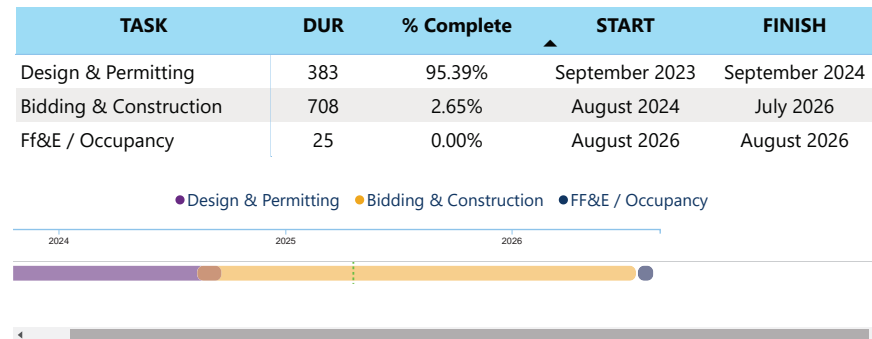 TASK DUR % Complete START FINISH
Design & Permitting 383 95.39% September 2023 September 2024
Bidding & Construction 708 2.65% August 2024 July 2026
Ff&E / Occupancy 25 0.00% August 2026 August 2026
Design & Permitting Bidding & Construction FF&E / Occupancy
2024 2025 2026